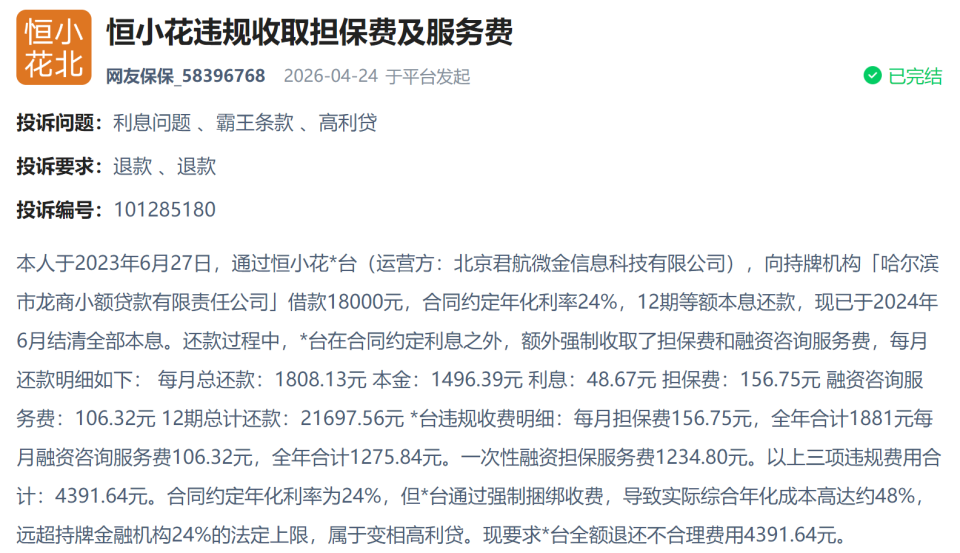 恒小
花北
恒小花违规收取担保费及服务费
网友保保_58396768 2026-04-24 于平台发起
已完结
投诉问题：利息问题 、霸王条款 、高利贷
投诉要求：退款 、退款
投诉编号：101285180
本人于2023年6月27日，通过恒小花*台（运营方：北京君航微金信息科技有限公司），向持牌机构「哈尔滨
市龙商小额贷款有限责任公司」借款18000元，合同约定年化利率24%，12期等额本息还款，现已于2024年
6月结清全部本息。还款过程中，*台在合同约定利息之外，额外强制收取了担保费和融资咨询服务费，每月
还款明细如下： 每月总还款：1808.13元 本金：1496.39元 利息：48.67元 担保费：156.75元 融资咨询服
务费：106.32元 12期总计还款：21697.56元 *台违规收费明细：每月担保费156.75元，全年合计1881元每
月融资咨询服务费106.32元，全年合计1275.84元。一次性融资担保服务费1234.80元。以上三项违规费用合
计：4391.64元。合同约定年化利率为24%，但*台通过强制捆绑收费，导致实际综合年化成本高达约48%，
远超持牌金融机构24%的法定上限，属于变相高利贷。现要求*台全额退还不合理费用4391.64元。